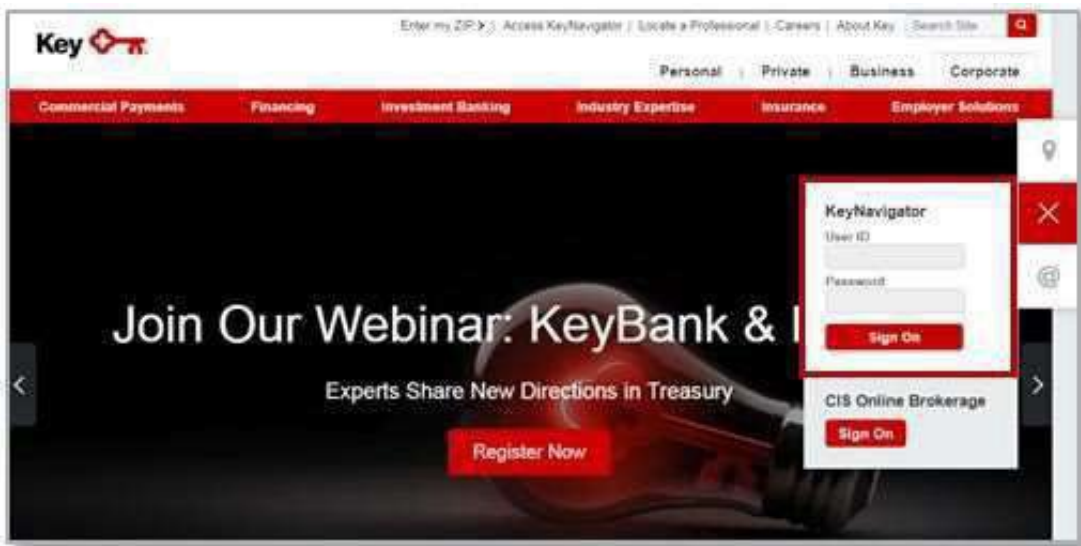 Key
Enter my ZIP > | Access KeyNavigator | Locate a Professional | Careers | About Key Search Site
Personal | Private | Business Corporate
Commercial Payments Financing Investment Banking Industry Expertise Insurance Employer Solutions
KeyNavigator
User ID
Password
Sign On
Join Our Webinar: KeyBank &
Experts Share New Directions in Treasury
Register Now
CIS Online Brokerage
Sign On